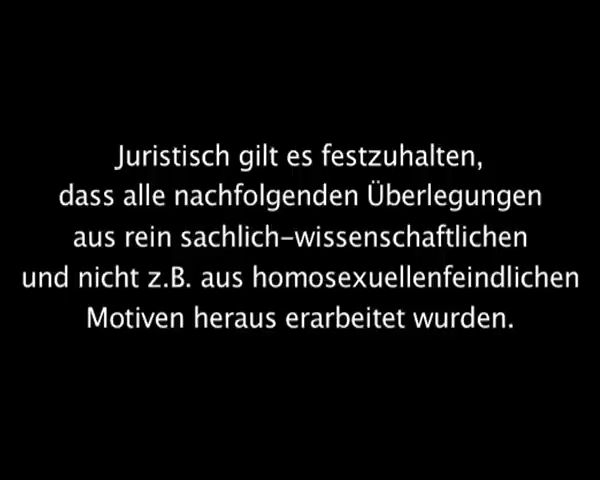 Juristisch gilt es festzuhalten,
dass alle nachfolgenden Überlegungen
aus rein sachlich-wissenschaftlichen
und nicht z.B. aus homosexuellenfeindlichen
Motiven heraus erarbeitet wurden.